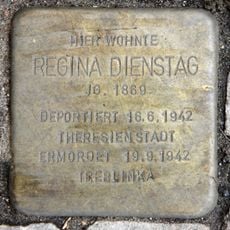 HIER WOHNTE
REGINA DIENSTAG
JG. 1869
DEPORTIERT 16.6.1942
THERESIENSTADT
ERMORDET 19.9.1942
TREBLINKA